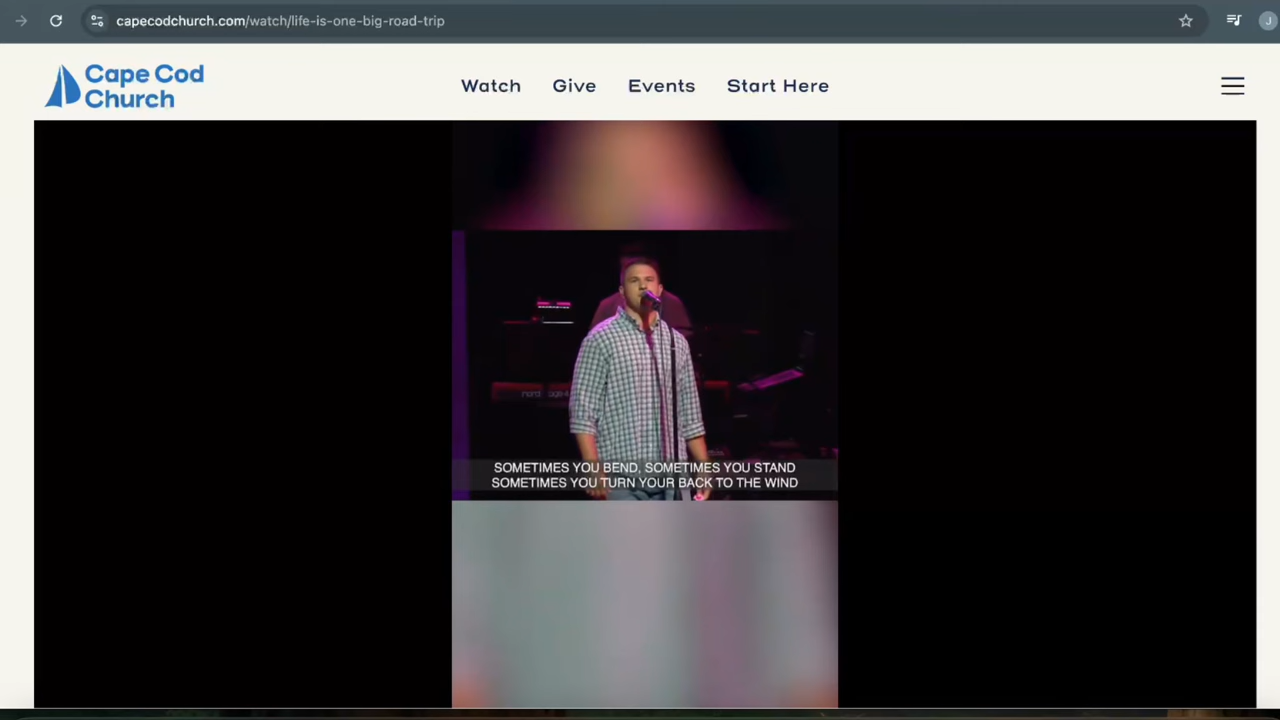 capecodchurch.com/watch/life-is-one-big-road-trip
J
Cape Cod
Church
Watch
Give
Events
Start Here
nord
SOMETIMES YOU BEND, SOMETIMES YOU STAND
SOMETIMES YOU TURN YOUR BACK TO THE WIND